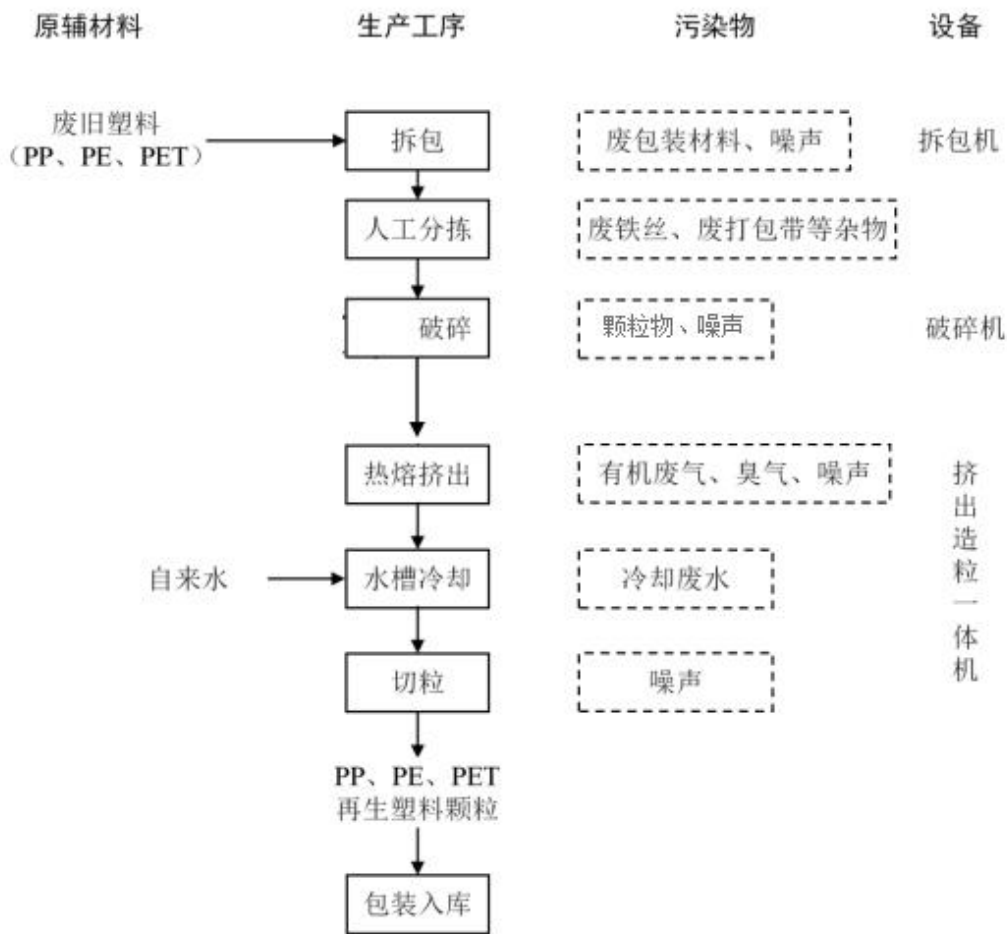 原辅材料 生产工序 污染物 设备
废旧塑料
（PP、PE、PET）
拆包 废包装材料、噪声 拆包机
人工分拣 废铁丝、废打包带等杂物
破碎 颗粒物、噪声 破碎机
热熔挤出 有机废气、臭气、噪声
挤出造粒一体机
自来水 水槽冷却 冷却废水
切粒 噪声
PP、PE、PET
再生塑料颗粒
包装入库